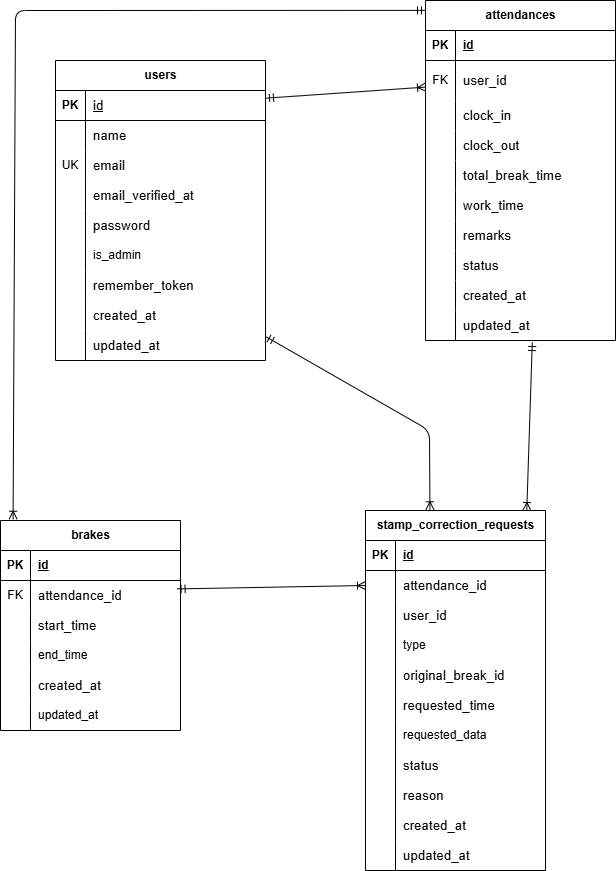 attendances
PK id
FK user_id
clock_in
clock_out
total_break_time
work_time
remarks
status
created_at
updated_at
users
PK id
name
UK email
email_verified_at
password
is_admin
remember_token
created_at
updated_at
brakes
PK id
FK attendance_id
start_time
end_time
created_at
updated_at
stamp_correction_requests
PK id
attendance_id
user_id
type
original_break_id
requested_time
requested_data
status
reason
created_at
updated_at